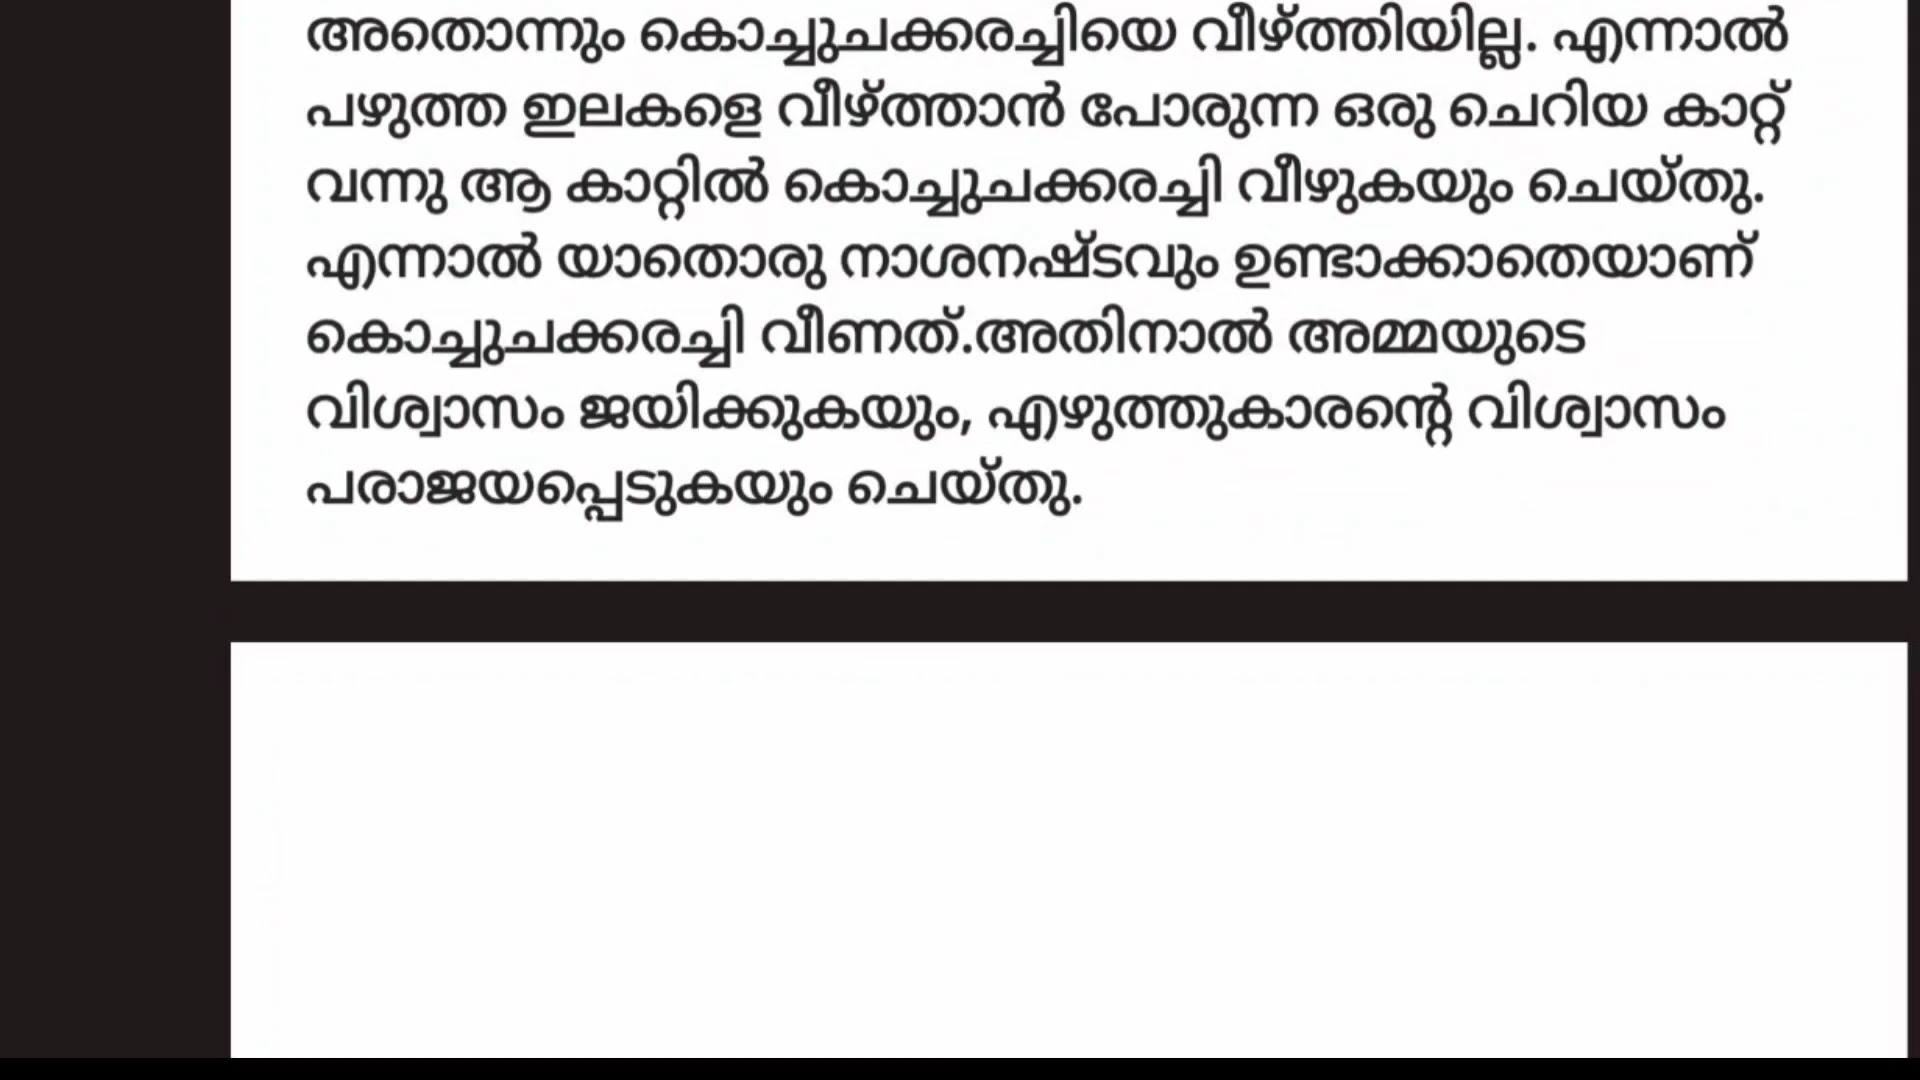 അതൊന്നും കൊച്ചുചക്കരച്ചിയെ വീഴ്ത്തിയില്ല. എന്നാൽ
പഴുത്ത ഇലകളെ വീഴ്ത്താൻ പോരുന്ന ഒരു ചെറിയ കാറ്റ്
വന്നു ആ കാറ്റിൽ കൊച്ചുചക്കരച്ചി വീഴുകയും ചെയ്തു.
എന്നാൽ യാതൊരു നാശനഷ്ടവും ഉണ്ടാക്കാതെയാണ്
കൊച്ചുചക്കരച്ചി വീണത്.അതിനാൽ അമ്മയുടെ
വിശ്വാസം ജയിക്കുകയും, എഴുത്തുകാരന്റെ വിശ്വാസം
പരാജയപ്പെടുകയും ചെയ്തു.